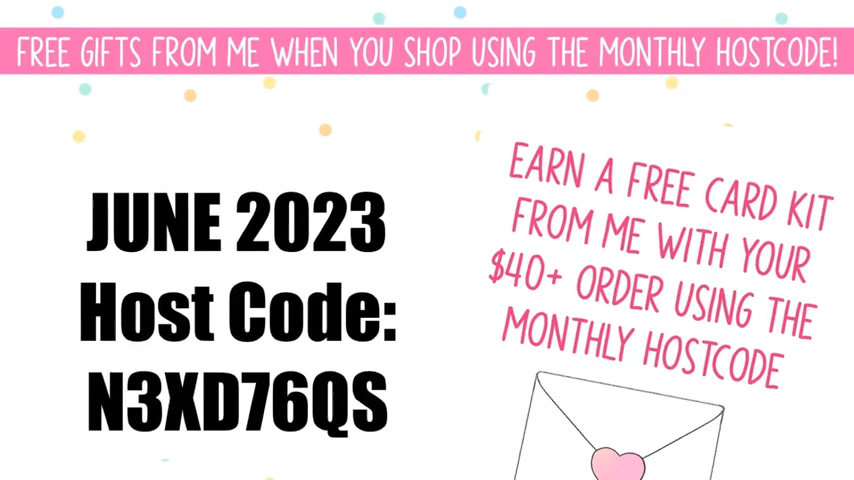 FREE GIFTS FROM ME WHEN YOU SHOP USING THE MONTHLY HOSTCODE!
JUNE 2023
Host Code:
N3XD76QS
EARN A FREE CARD KIT
FROM ME WITH YOUR
$40+ ORDER USING THE
MONTHLY HOSTCODE